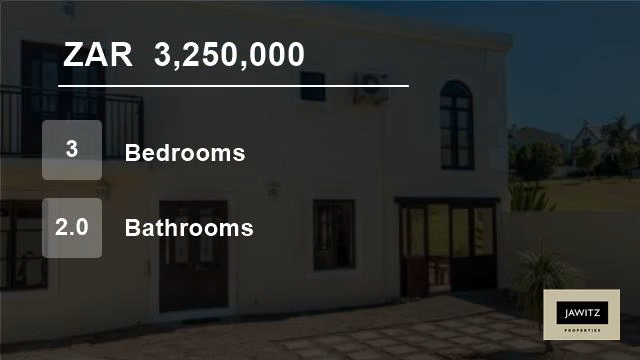 ZAR 3,250,000
3 Bedrooms
2.0 Bathrooms
JAWITZ
PROPERTIES